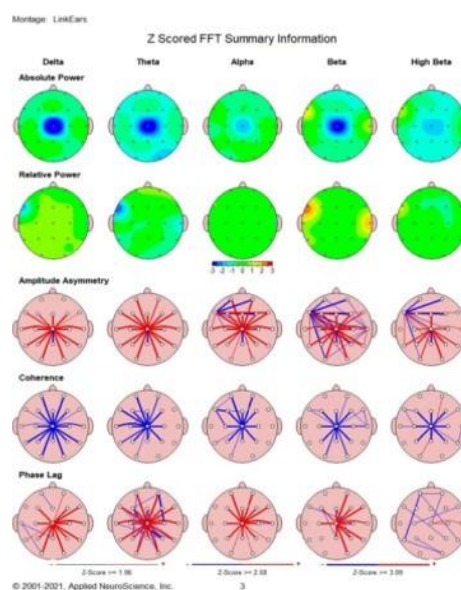 Montage: LinkEars
Z Scored FFT Summary Information
Delta Theta Alpha Beta High Beta
Absolute Power
Relative Power
-3 -2 -1 0 1 2 3
Amplitude Asymmetry
Coherence
Phase Lag
- + - + - +
Z-Score >= 1.96 Z-Score >= 2.58 Z-Score >= 3.09
© 2001-2021, Applied NeuroScience, Inc. 3